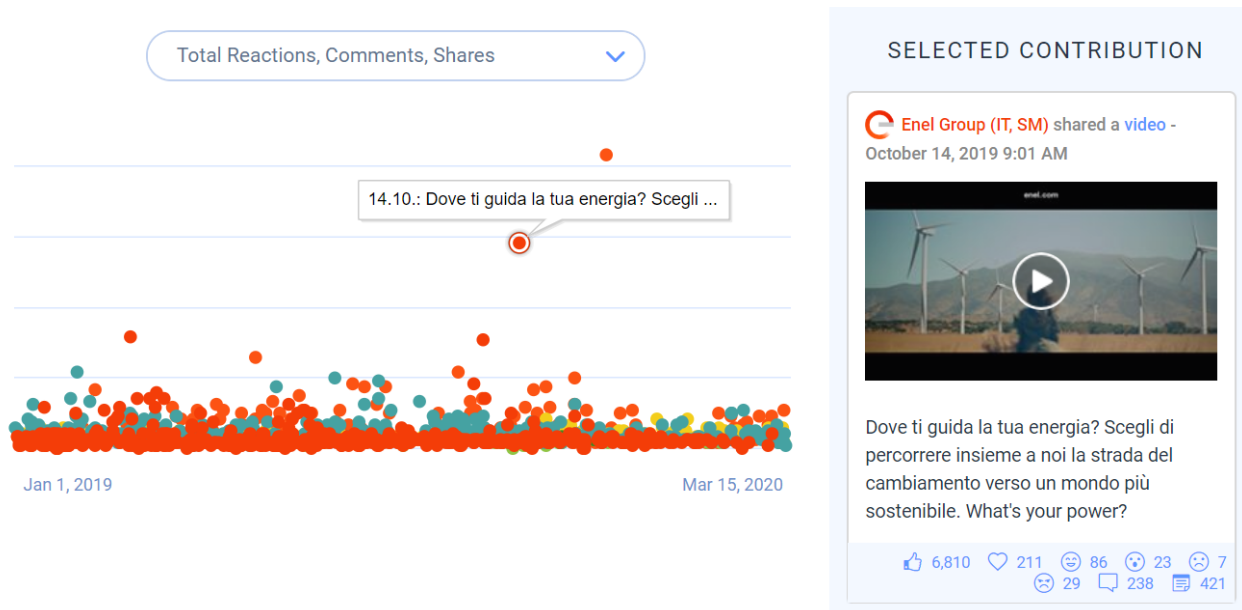 Total Reactions, Comments, Shares
14.10.: Dove ti guida la tua energia? Scegli ...
Jan 1, 2019
Mar 15, 2020
SELECTED CONTRIBUTION
Enel Group (IT, SM) shared a video -
October 14, 2019 9:01 AM
enel.com
Dove ti guida la tua energia? Scegli di
percorrere insieme a noi la strada del
cambiamento verso un mondo più
sostenibile. What's your power?
6,810 211 86 23 7
29 238 421